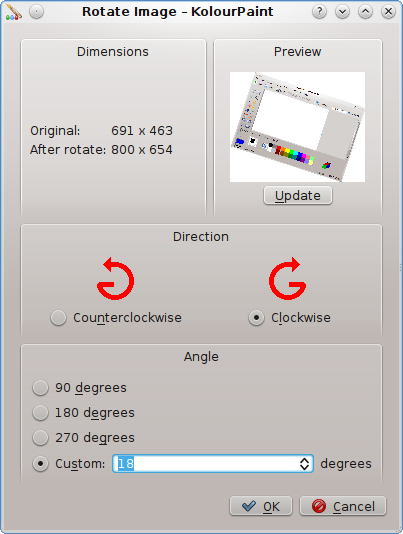 Rotate Image – KolourPaint
Dimensions
Original: 691 x 463
After rotate: 800 x 654
Preview
Update
Direction
Counterclockwise
Clockwise
Angle
90 degrees
180 degrees
270 degrees
Custom: 18 degrees
OK
Cancel